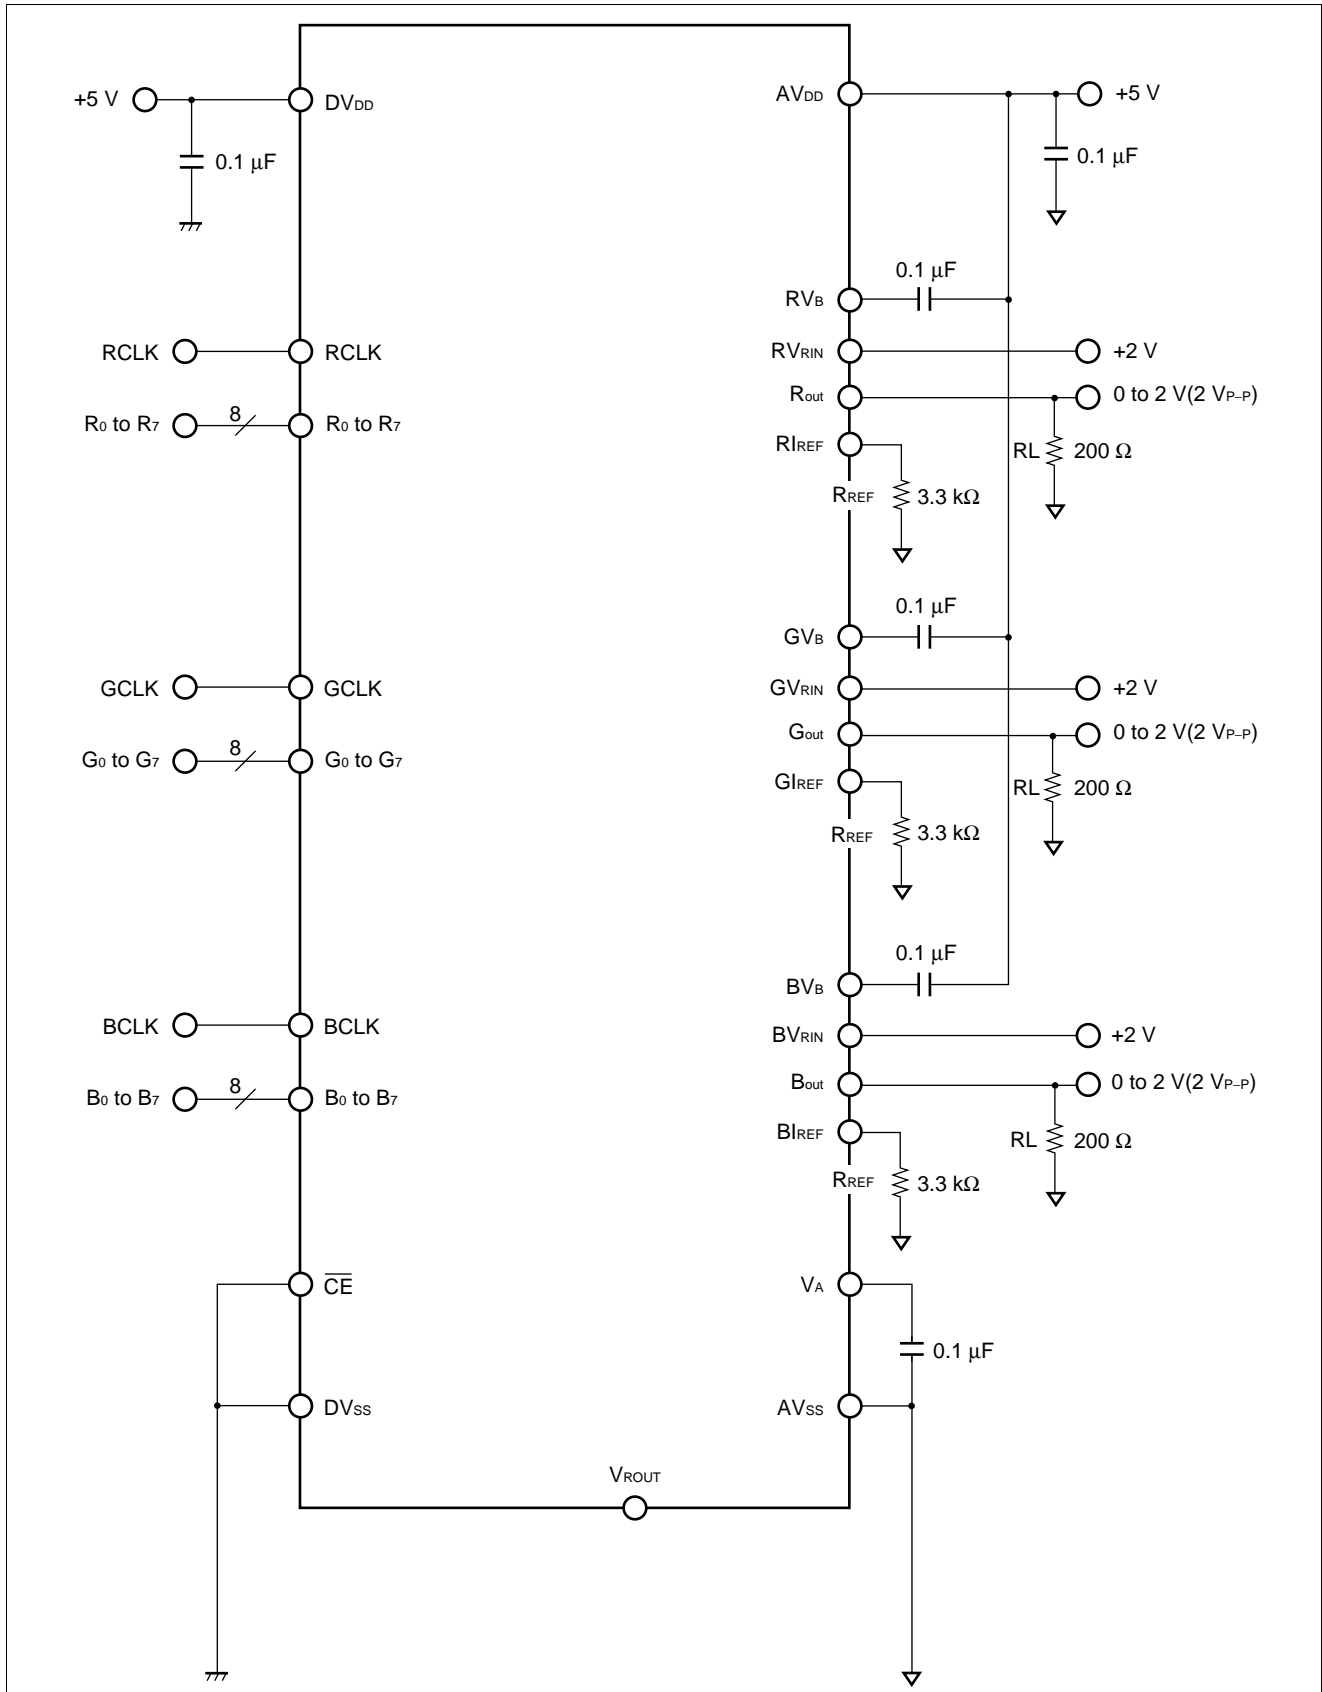 +5 V
DVDD
AVDD
+5 V
0.1 µF
0.1 µF
0.1 µF
RVB
RCLK
RCLK
RVRIN
+2 V
Rout
0 to 2 V(2 VP–P)
R0 to R7
8
R0 to R7
RIREF
RL
200 Ω
RREF
3.3 kΩ
0.1 µF
GVB
GCLK
GCLK
GVRIN
+2 V
Gout
0 to 2 V(2 VP–P)
G0 to G7
8
G0 to G7
GIREF
RL
200 Ω
RREF
3.3 kΩ
0.1 µF
BVB
BCLK
BCLK
BVRIN
+2 V
Bout
0 to 2 V(2 VP–P)
B0 to B7
8
B0 to B7
BIREF
RL
200 Ω
RREF
3.3 kΩ
C̅E̅
VA
0.1 µF
DVSS
AVSS
VROUT